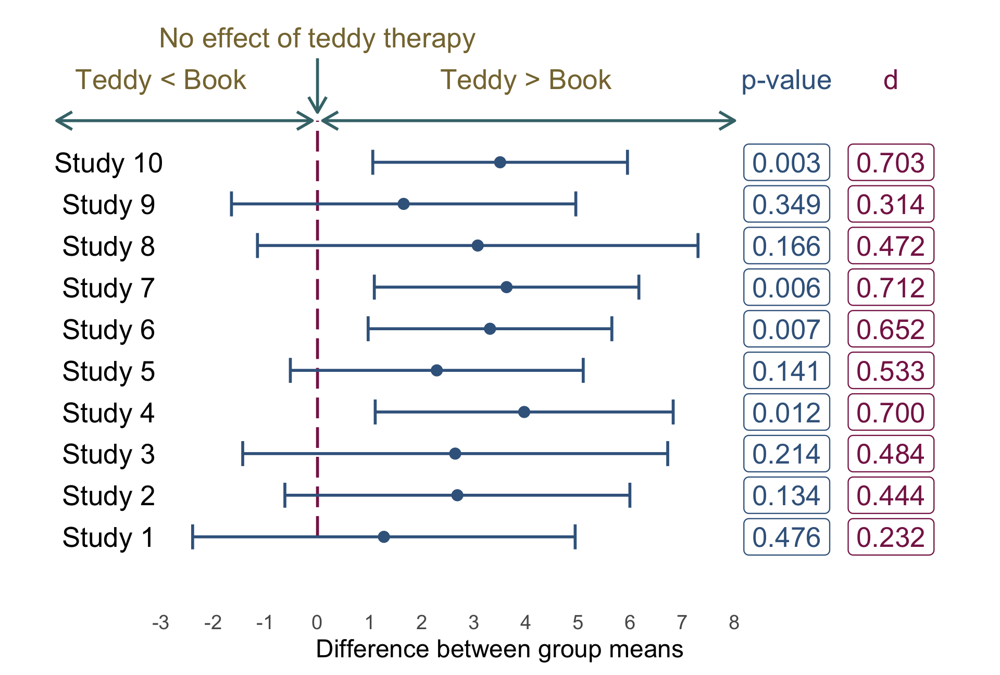 No effect of teddy therapy
Teddy < Book Teddy > Book p-value d
Study 10 0.003 0.703
Study 9 0.349 0.314
Study 8 0.166 0.472
Study 7 0.006 0.712
Study 6 0.007 0.652
Study 5 0.141 0.533
Study 4 0.012 0.700
Study 3 0.214 0.484
Study 2 0.134 0.444
Study 1 0.476 0.232
-3 -2 -1 0 1 2 3 4 5 6 7 8
Difference between group means